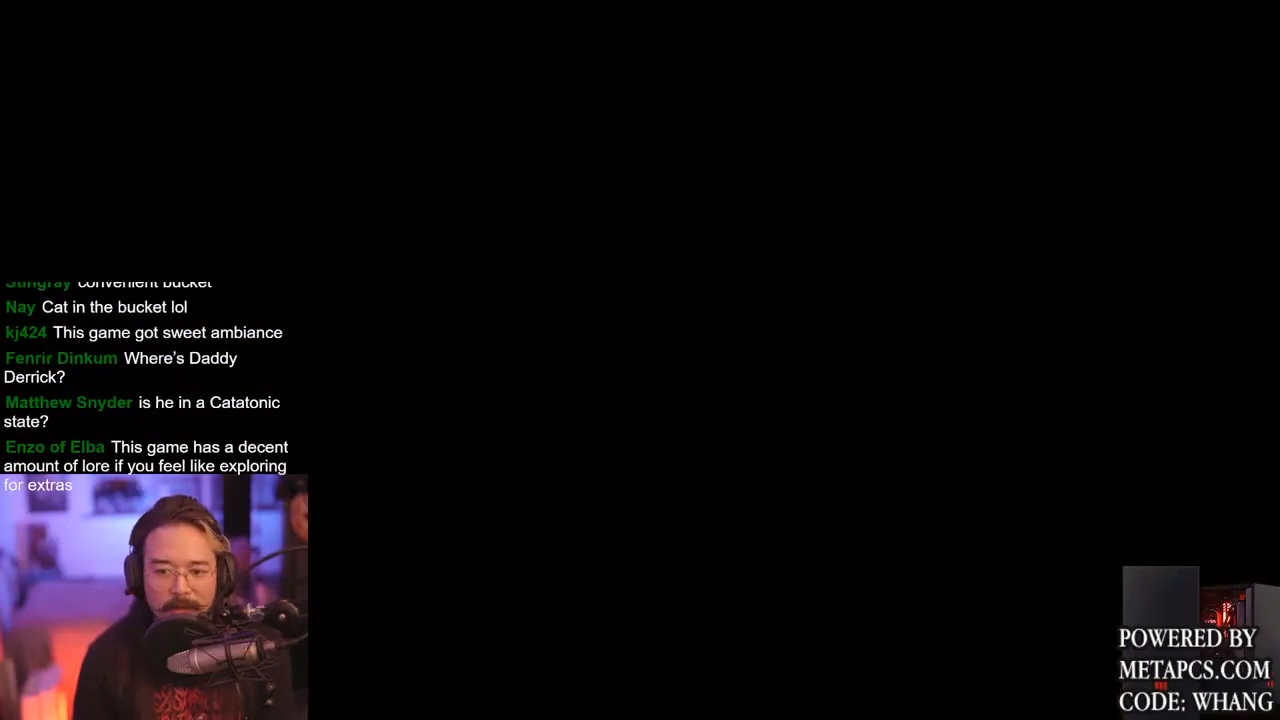 Stingray convenient bucket
Nay Cat in the bucket lol
kj424 This game got sweet ambiance
Fenrir Dinkum Where's Daddy
Derrick?
Matthew Snyder is he in a Catatonic
state?
Enzo of Elba This game has a decent
amount of lore if you feel like exploring
for extras
POWERED BY
METAPCS.COM
CODE: WHANG